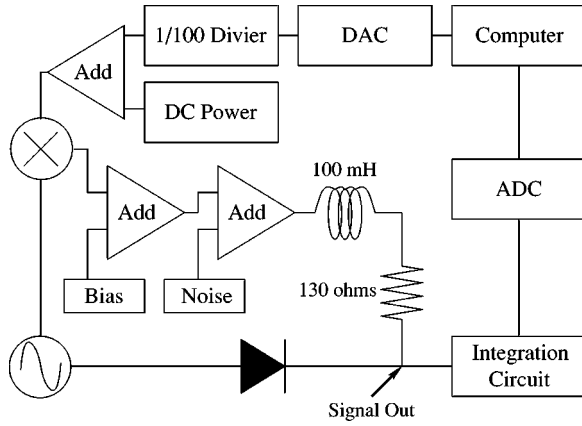 1/100 Divier
DAC
Computer
Add
DC Power
100 mH
ADC
Add
Add
Bias
Noise
130 ohms
Integration
Circuit
Signal Out